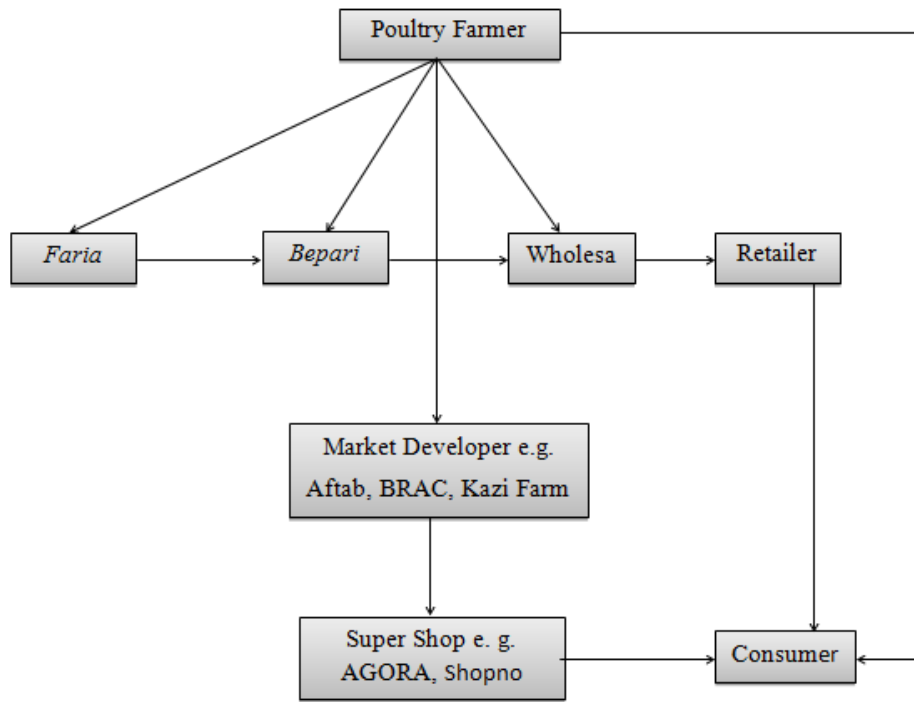 Poultry Farmer
Faria
Bepari
Wholesa
Retailer
Market Developer e.g.
Aftab, BRAC, Kazi Farm
Super Shop e. g.
AGORA, Shopno
Consumer